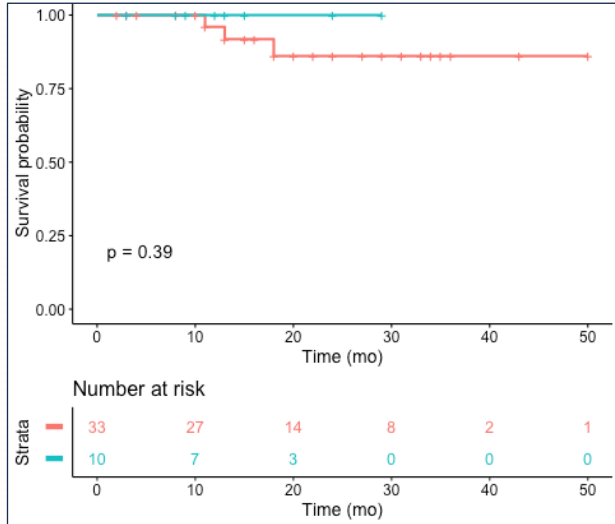 1.00
0.75
0.50
0.25
0.00
Survival probability
p = 0.39
0 10 20 30 40 50
Time (mo)
Number at risk
Strata
33 27 14 8 2 1
10 7 3 0 0 0
0 10 20 30 40 50
Time (mo)